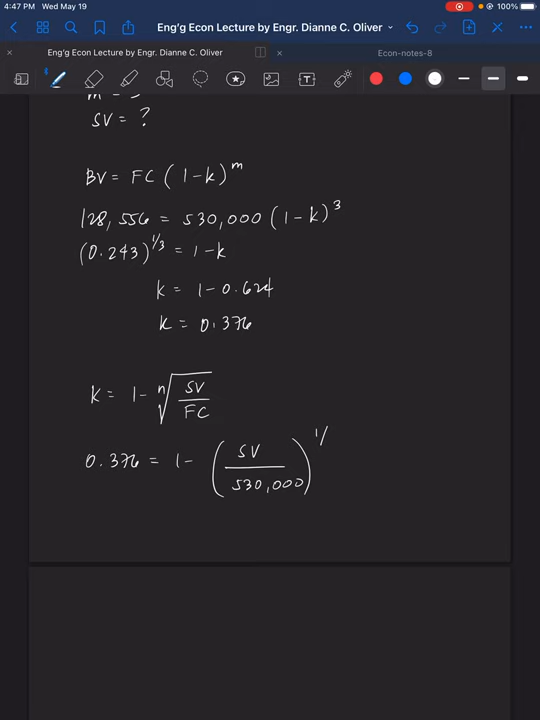 4:47 PM Wed May 19
100%
Eng'g Econ Lecture by Engr. Dianne C. Oliver
Eng'g Econ Lecture by Engr. Dianne C. Oliver
Econ-notes-8
SV = ?
BV = FC (1-k)^m
128,556 = 530,000 (1-k)^3
(0.243)^1/3 = 1-k
k = 1-0.624
k = 0.376
k = 1- n√SV/FC
0.376 = 1- (SV/530,000)^1/